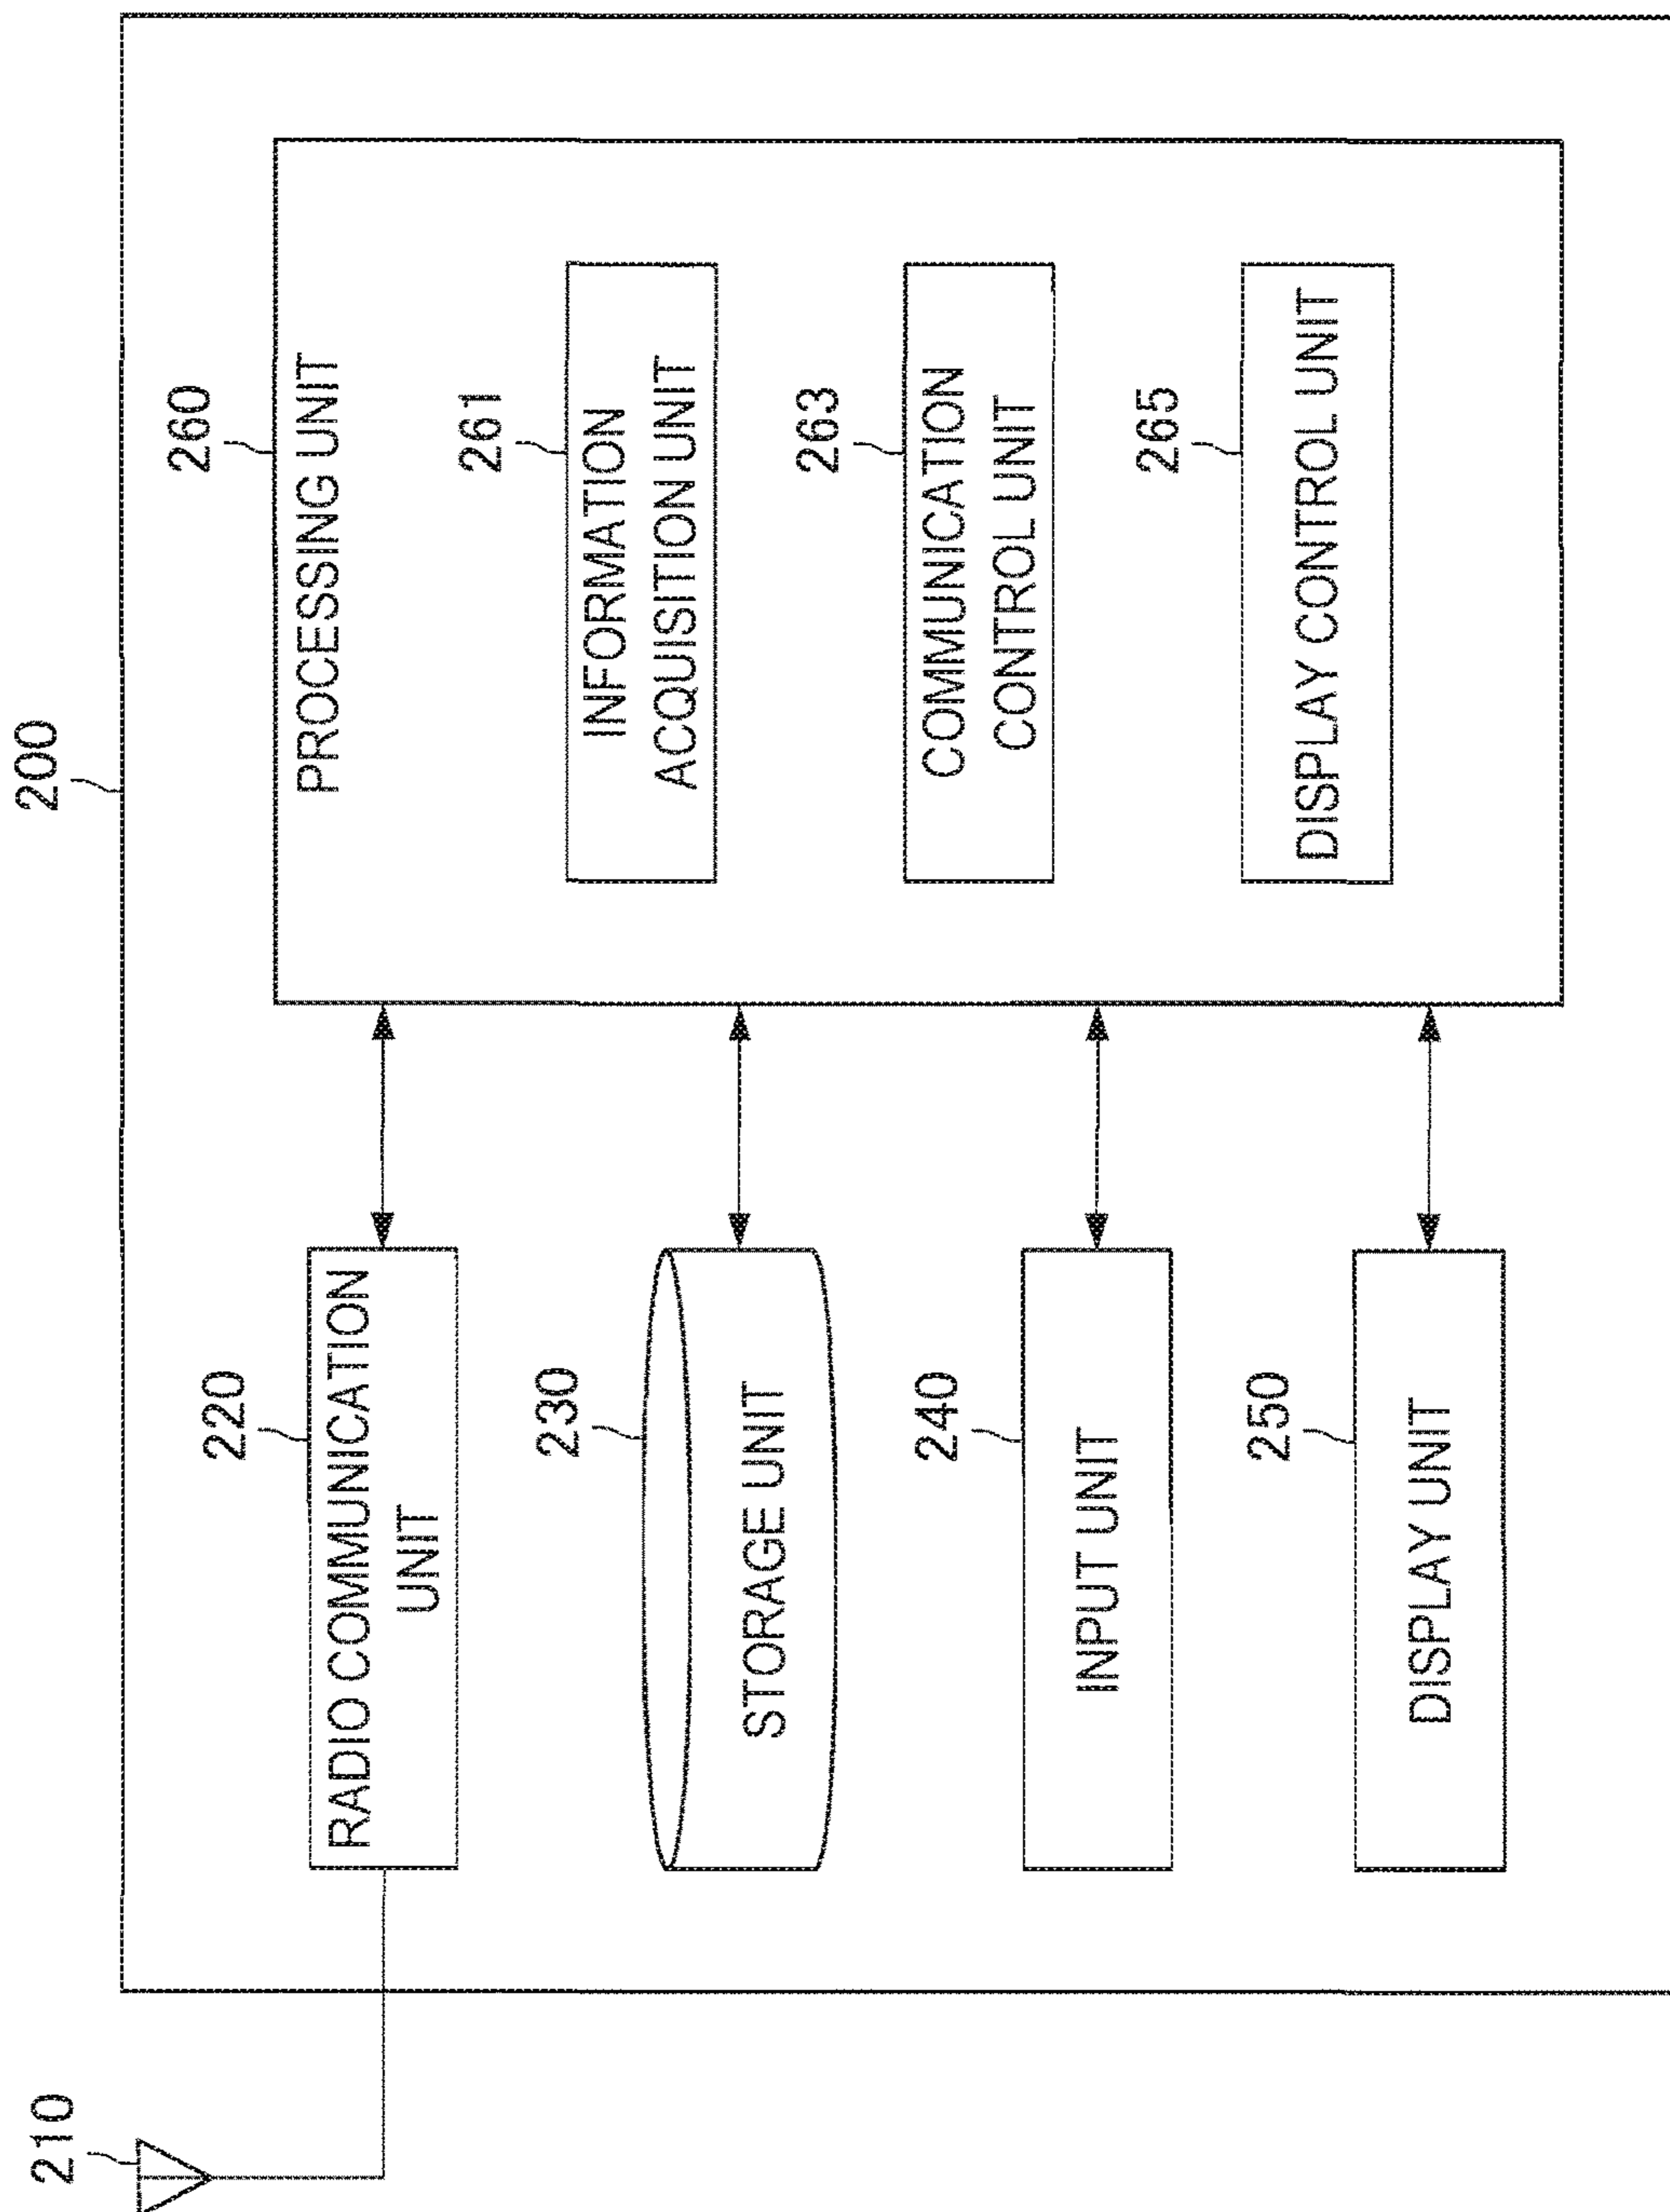 200
210
220
RADIO COMMUNICATION
UNIT
230
STORAGE UNIT
240
INPUT UNIT
250
DISPLAY UNIT
260
PROCESSING UNIT
261
INFORMATION
ACQUISITION UNIT
263
COMMUNICATION
CONTROL UNIT
265
DISPLAY CONTROL UNIT